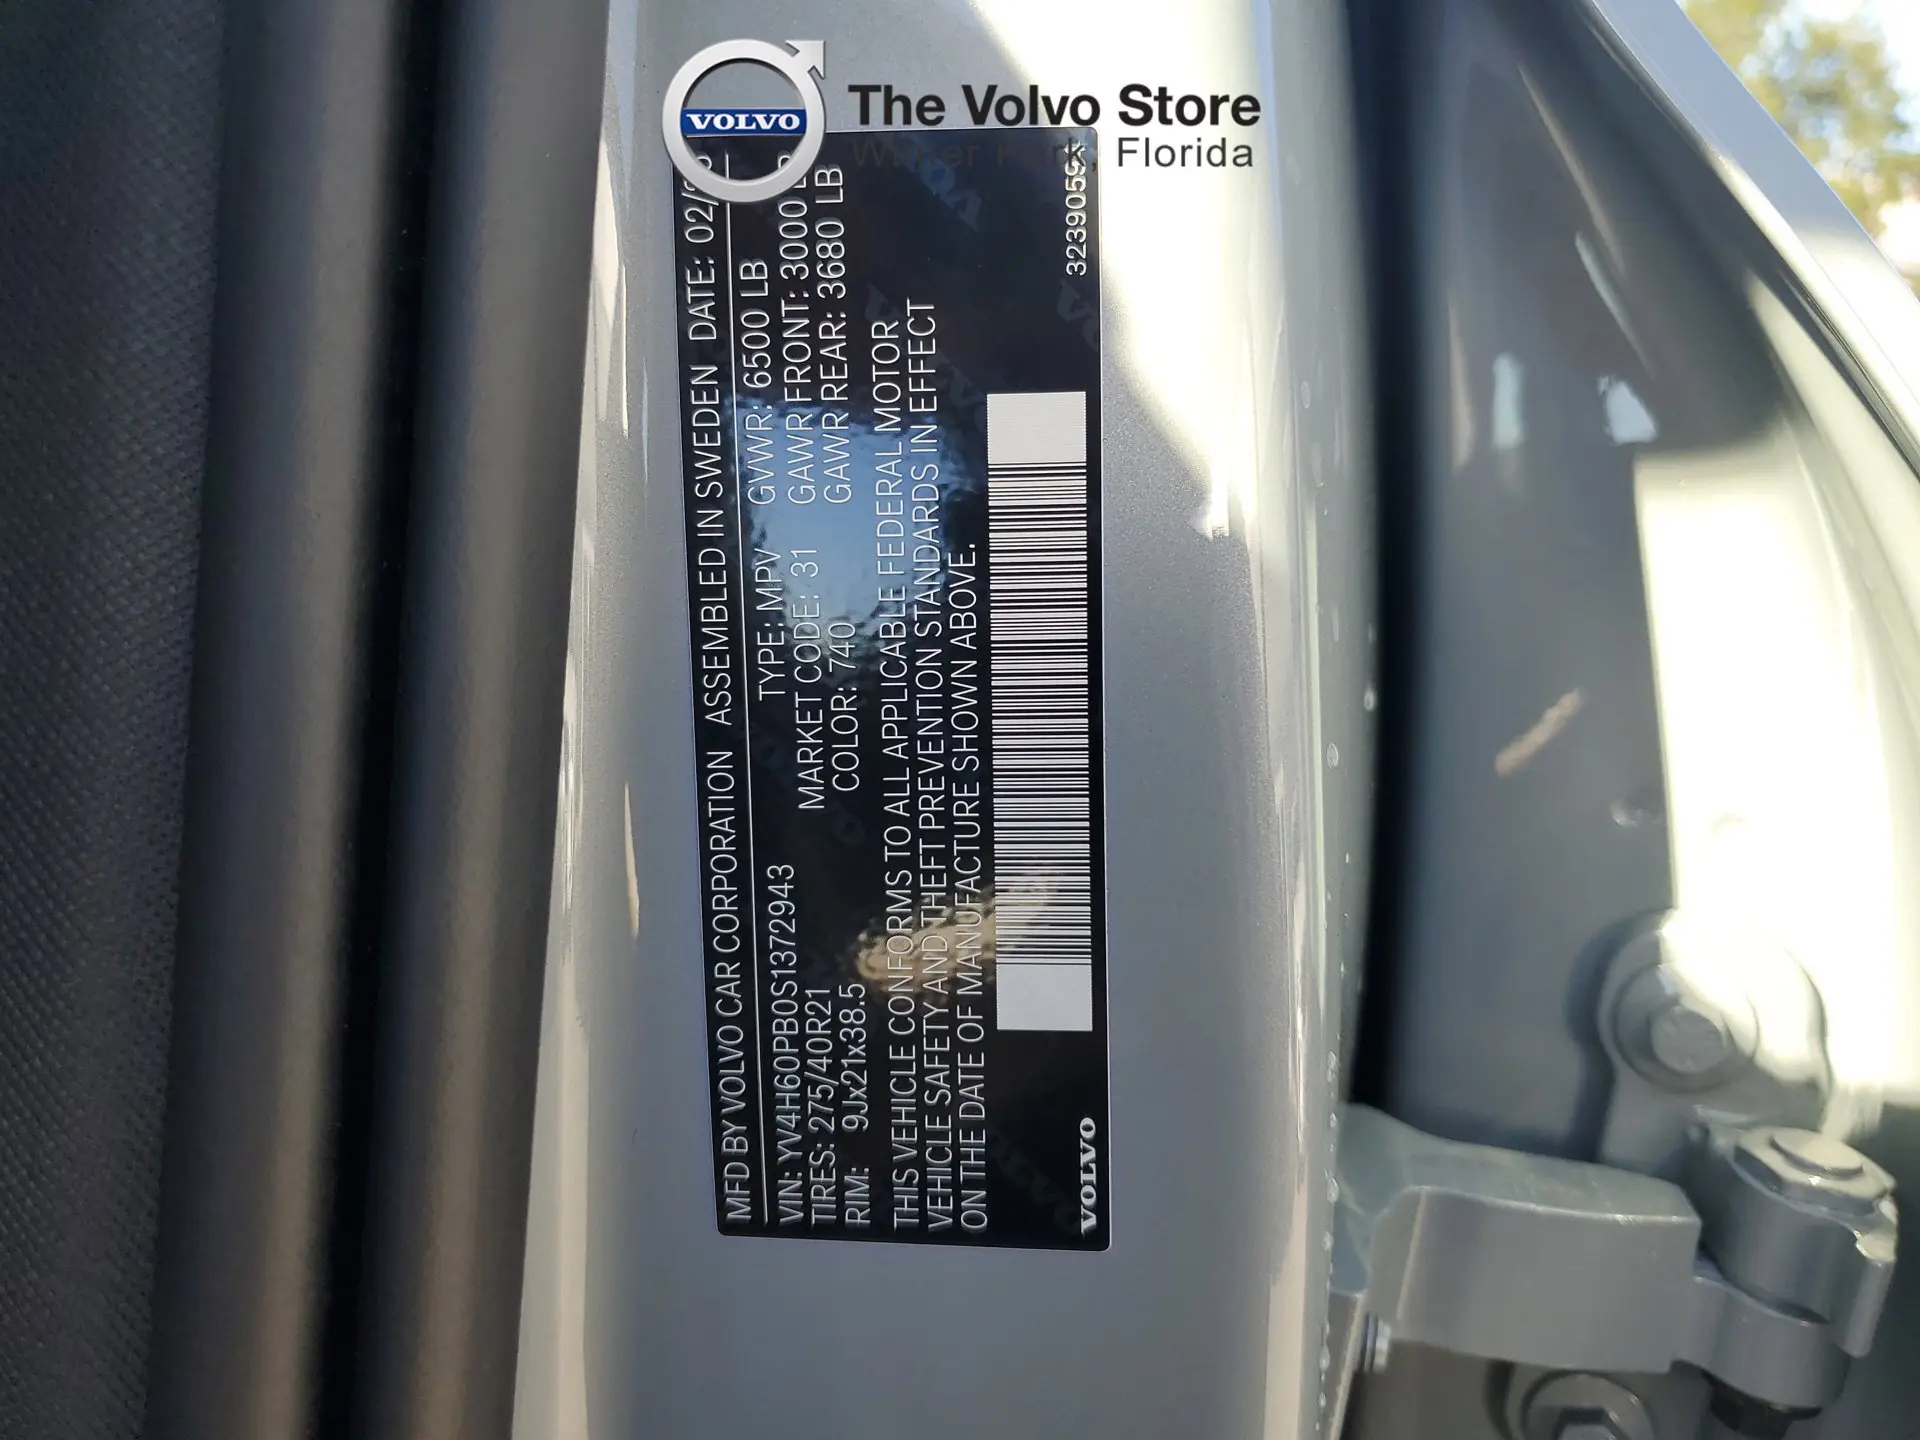 VOLVO
The Volvo Store
Winter Park, Florida
MFD BY VOLVO CAR CORPORATION ASSEMBLED IN SWEDEN DATE: 02/
VIN: YV4H60PB0S1372943 TYPE: MPV GVWR: 6500 LB
TIRES: 275/40R21 MARKET CODE: 31 GAWR FRONT: 3000 LB
RIM: 9Jx21x38.5 COLOR: 740 GAWR REAR: 3680 LB
THIS VEHICLE CONFORMS TO ALL APPLICABLE FEDERAL MOTOR
VEHICLE SAFETY AND THEFT PREVENTION STANDARDS IN EFFECT
ON THE DATE OF MANUFACTURE SHOWN ABOVE.
VOLVO